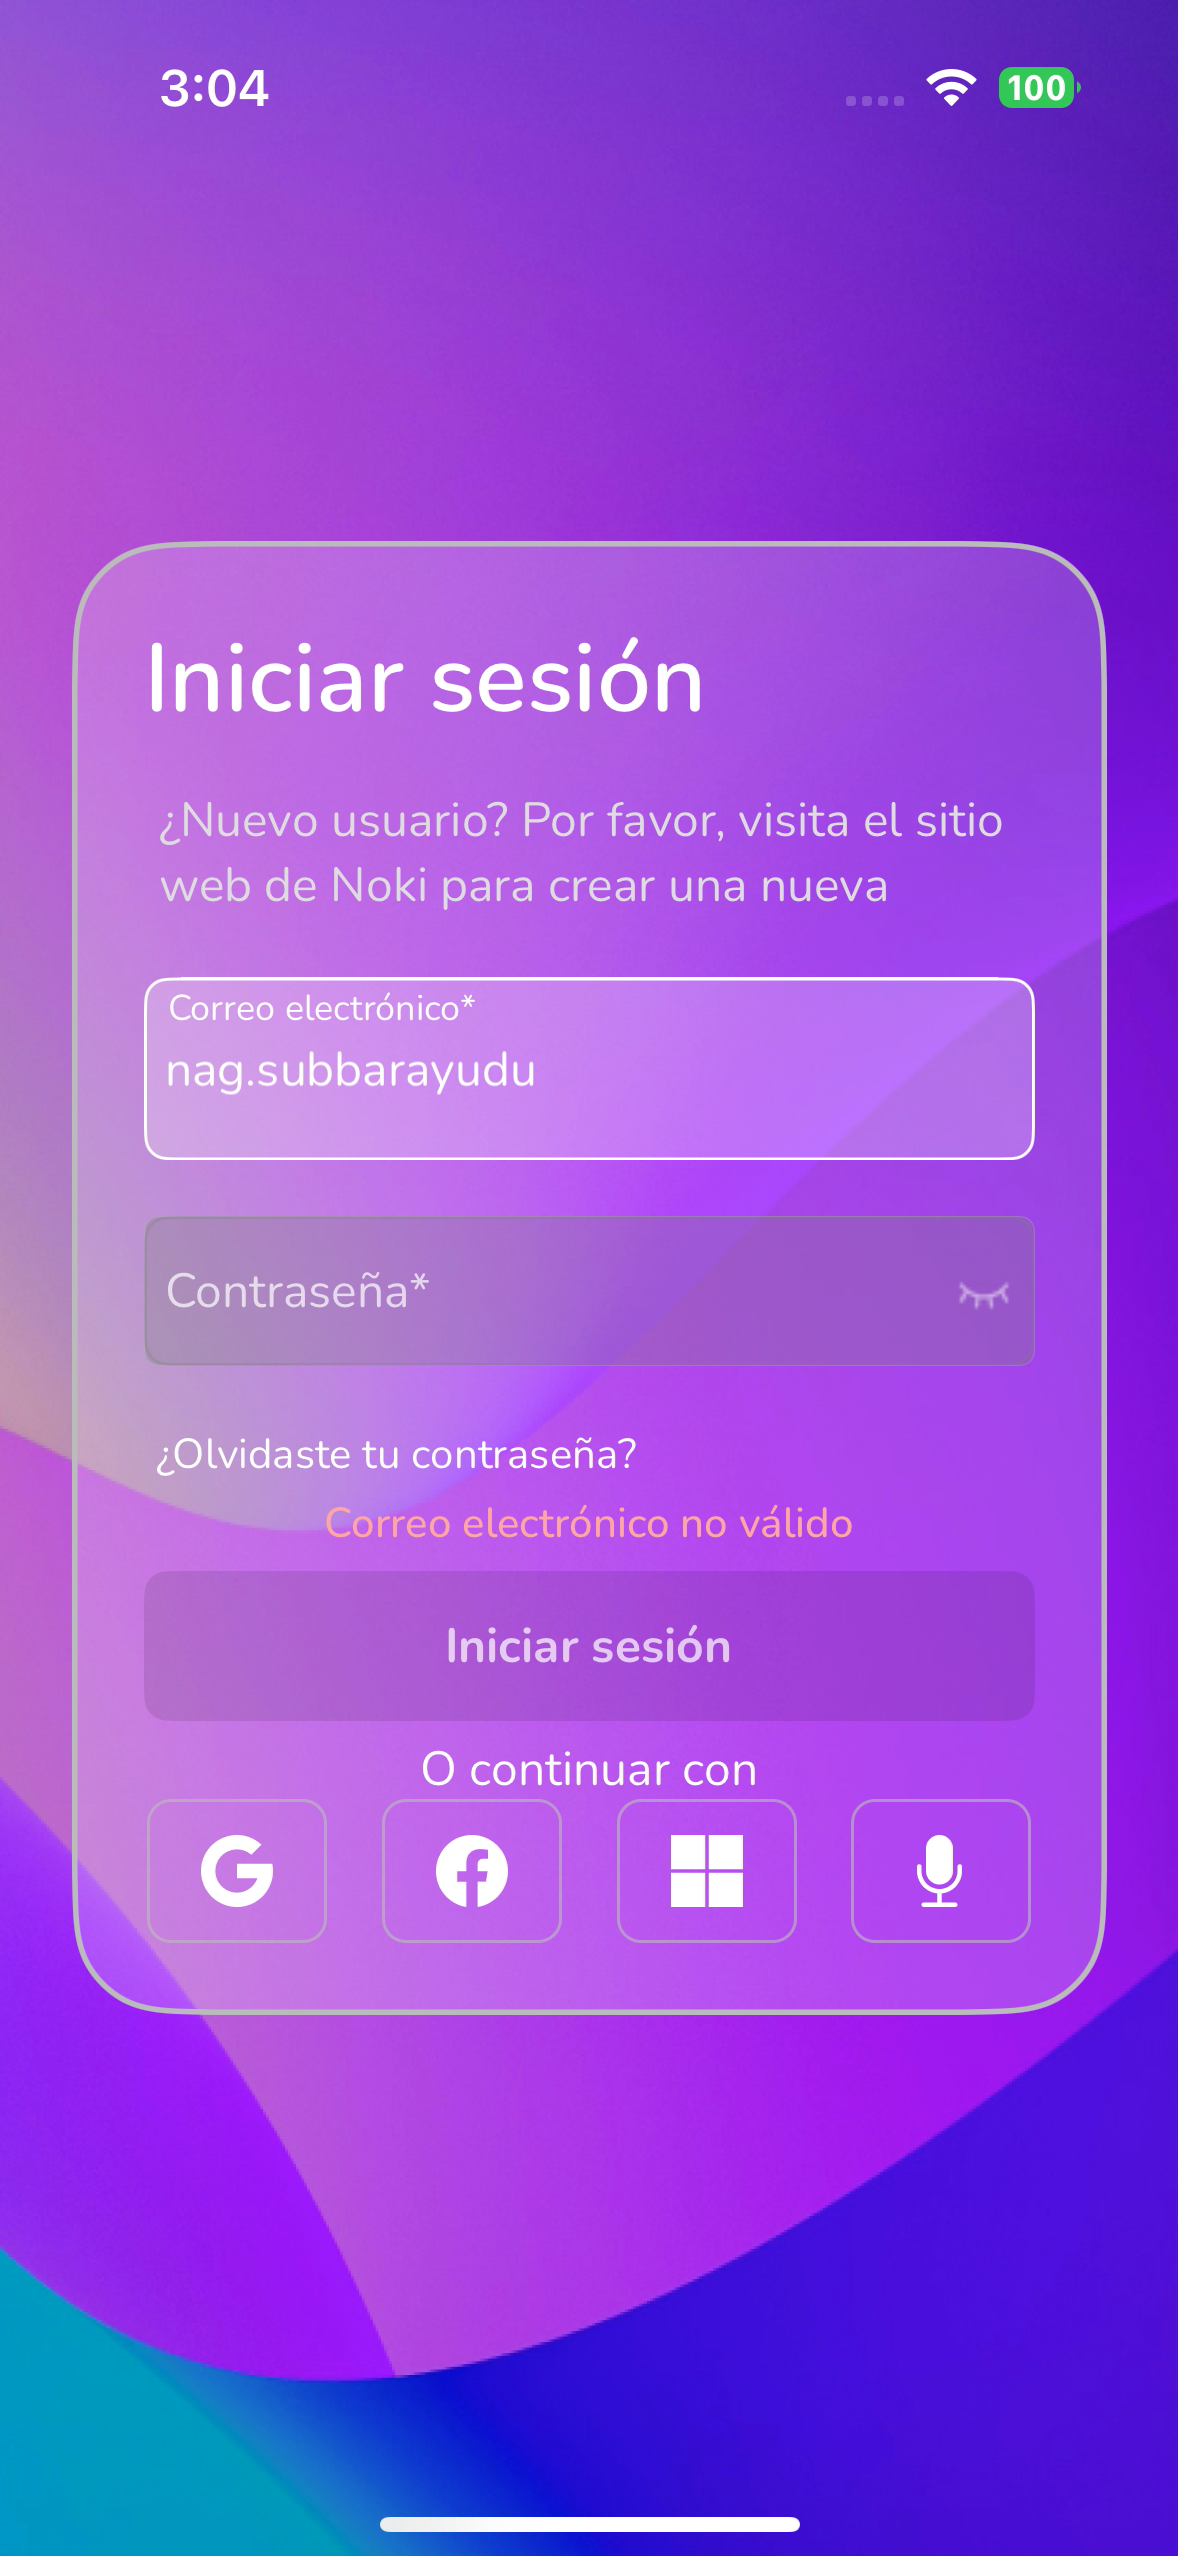 3:04
100
Iniciar sesión
¿Nuevo usuario? Por favor, visita el sitio
web de Noki para crear una nueva
Correo electrónico*
nag.subbarayudu
Contraseña*
¿Olvidaste tu contraseña?
Correo electrónico no válido
Iniciar sesión
O continuar con